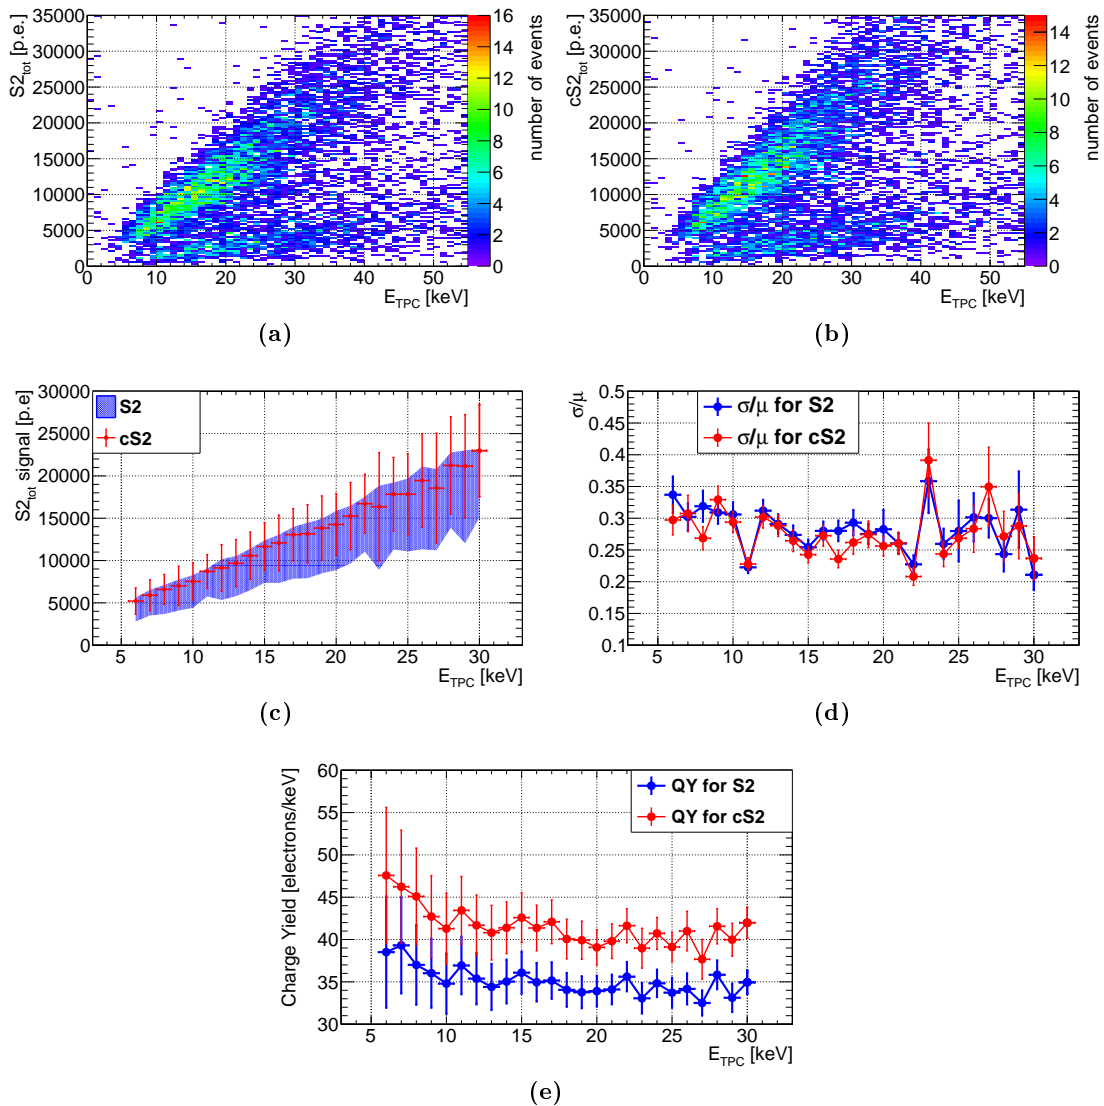 S2tot [p.e.]
35000
30000
25000
20000
15000
10000
5000
0
0 10 20 30 40 50
ETPC [keV]
16
14
12
10
8
6
4
2
0
number of events
(a)
cS2tot [p.e.]
35000
30000
25000
20000
15000
10000
5000
0
0 10 20 30 40 50
ETPC [keV]
14
12
10
8
6
4
2
0
number of events
(b)
S2tot signal [p.e]
30000
25000
20000
15000
10000
5000
0
S2
cS2
5 10 15 20 25 30
ETPC [keV]
(c)
σ/μ
0.5
0.45
0.4
0.35
0.3
0.25
0.2
0.15
0.1
σ/μ for S2
σ/μ for cS2
5 10 15 20 25 30
ETPC [keV]
(d)
Charge Yield [electrons/keV]
60
55
50
45
40
35
30
QY for S2
QY for cS2
5 10 15 20 25 30
ETPC [keV]
(e)